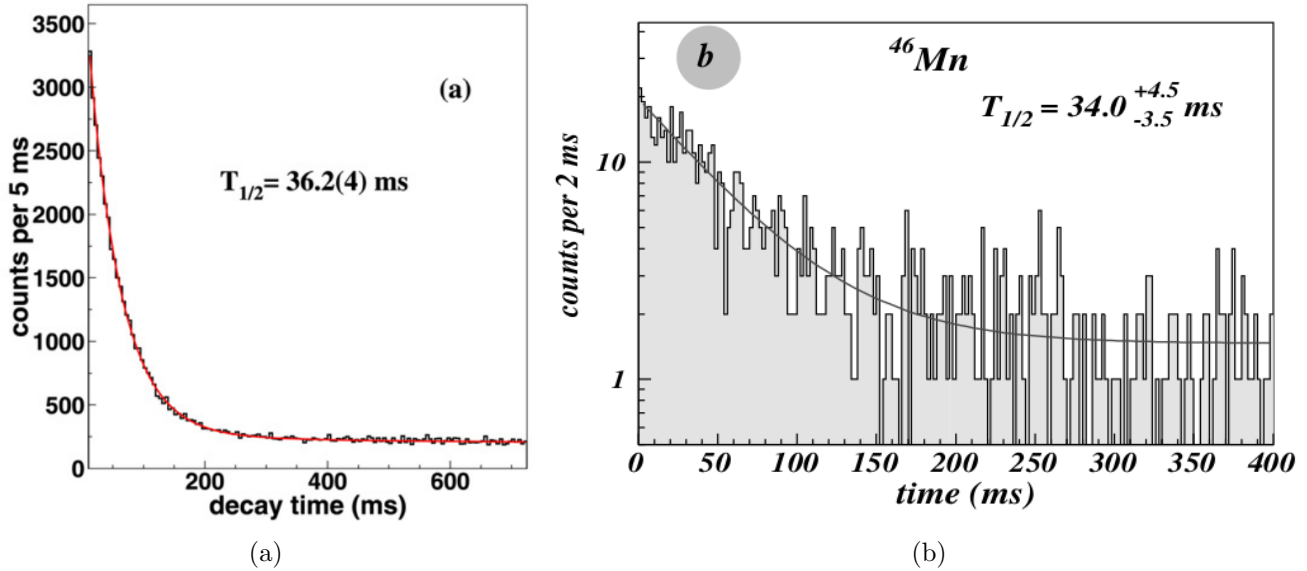 3500
3000
2500
2000
1500
1000
500
0
counts per 5 ms
(a)
T1/2= 36.2(4) ms
200 400 600
decay time (ms)
(a)
b
46Mn
T1/2 = 34.0 +4.5 -3.5 ms
10
1
counts per 2 ms
0 50 100 150 200 250 300 350 400
time (ms)
(b)